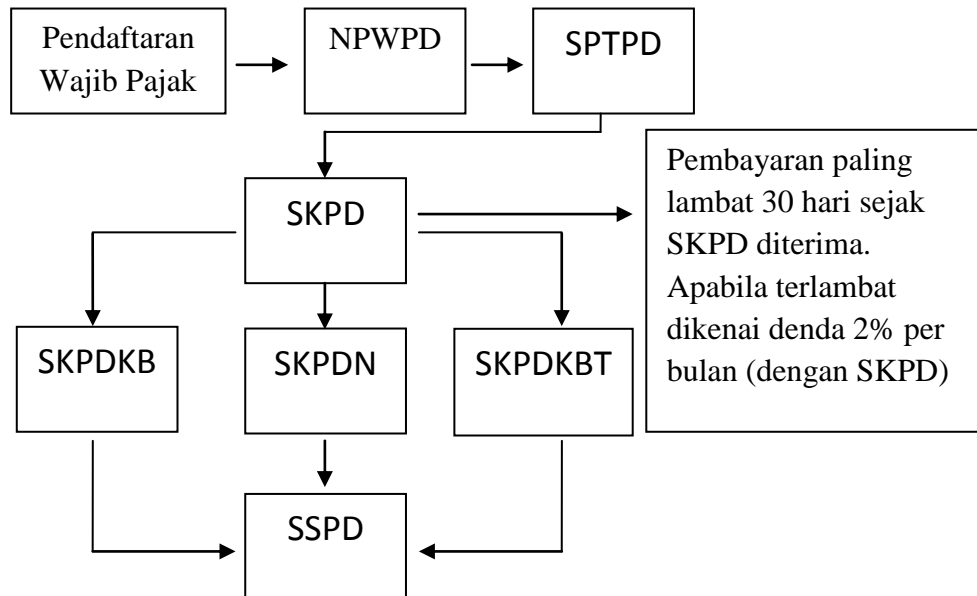 Pendaftaran
Wajib Pajak
NPWPD
SPTPD
SKPD
Pembayaran paling
lambat 30 hari sejak
SKPD diterima.
Apabila terlambat
dikenai denda 2% per
bulan (dengan SKPD)
SKPDKB
SKPDN
SKPDKBT
SSPD